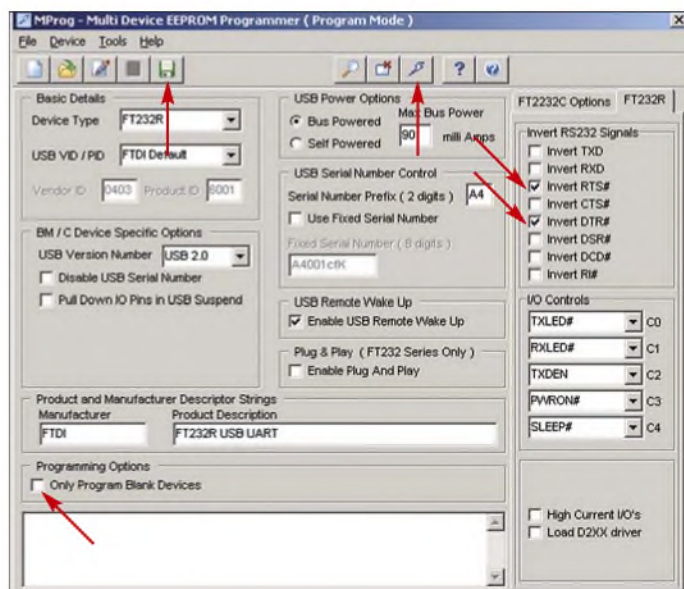 MProg - Multi Device EEPROM Programmer ( Program Mode )
File Device Tools Help
Basic Details
Device Type FT232R
USB VID / PID FTDI Default
Vendor ID 0403 Product ID 6001
BM / C Device Specific Options
USB Version Number USB 2.0
Disable USB Serial Number
Pull Down IO Pins in USB Suspend
USB Power Options
Bus Powered
Self Powered
Max Bus Power
90 milli Amps
USB Serial Number Control
Serial Number Prefix ( 2 digits ) A4
Use Fixed Serial Number
Fixed Serial Number ( 8 digits )
USB Remote Wake Up
Enable USB Remote Wake Up
Plug & Play ( FT232 Series Only )
Enable Plug And Play
Product and Manufacturer Descriptor Strings
Manufacturer Product Description
FTDI FT232R USB UART
Programming Options
Only Program Blank Devices
FT2232C Options FT232R
Invert RS232 Signals
Invert TXD
Invert RXD
Invert RTS#
Invert CTS#
Invert DTR#
Invert DSR#
Invert DCD#
Invert RI#
I/O Controls
TXLED# C0
RXLED# C1
TXDEN C2
PWRON# C3
SLEEP# C4
High Current I/O's
Load D2XX driver